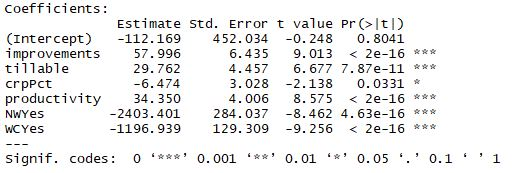 Coefficients:
Estimate Std. Error t value Pr(>|t|)
(Intercept) -112.169 452.034 -0.248 0.8041
improvements 57.996 6.435 9.013 < 2e-16 ***
tillable 29.762 4.457 6.677 7.87e-11 ***
crpPct -6.474 3.028 -2.138 0.0331 *
productivity 34.350 4.006 8.575 < 2e-16 ***
NWYes -2403.401 284.037 -8.462 4.63e-16 ***
WCYes -1196.939 129.309 -9.256 < 2e-16 ***
---
Signif. codes: 0 ‘***’ 0.001 ‘**’ 0.01 ‘*’ 0.05 ‘.’ 0.1 ‘ ’ 1